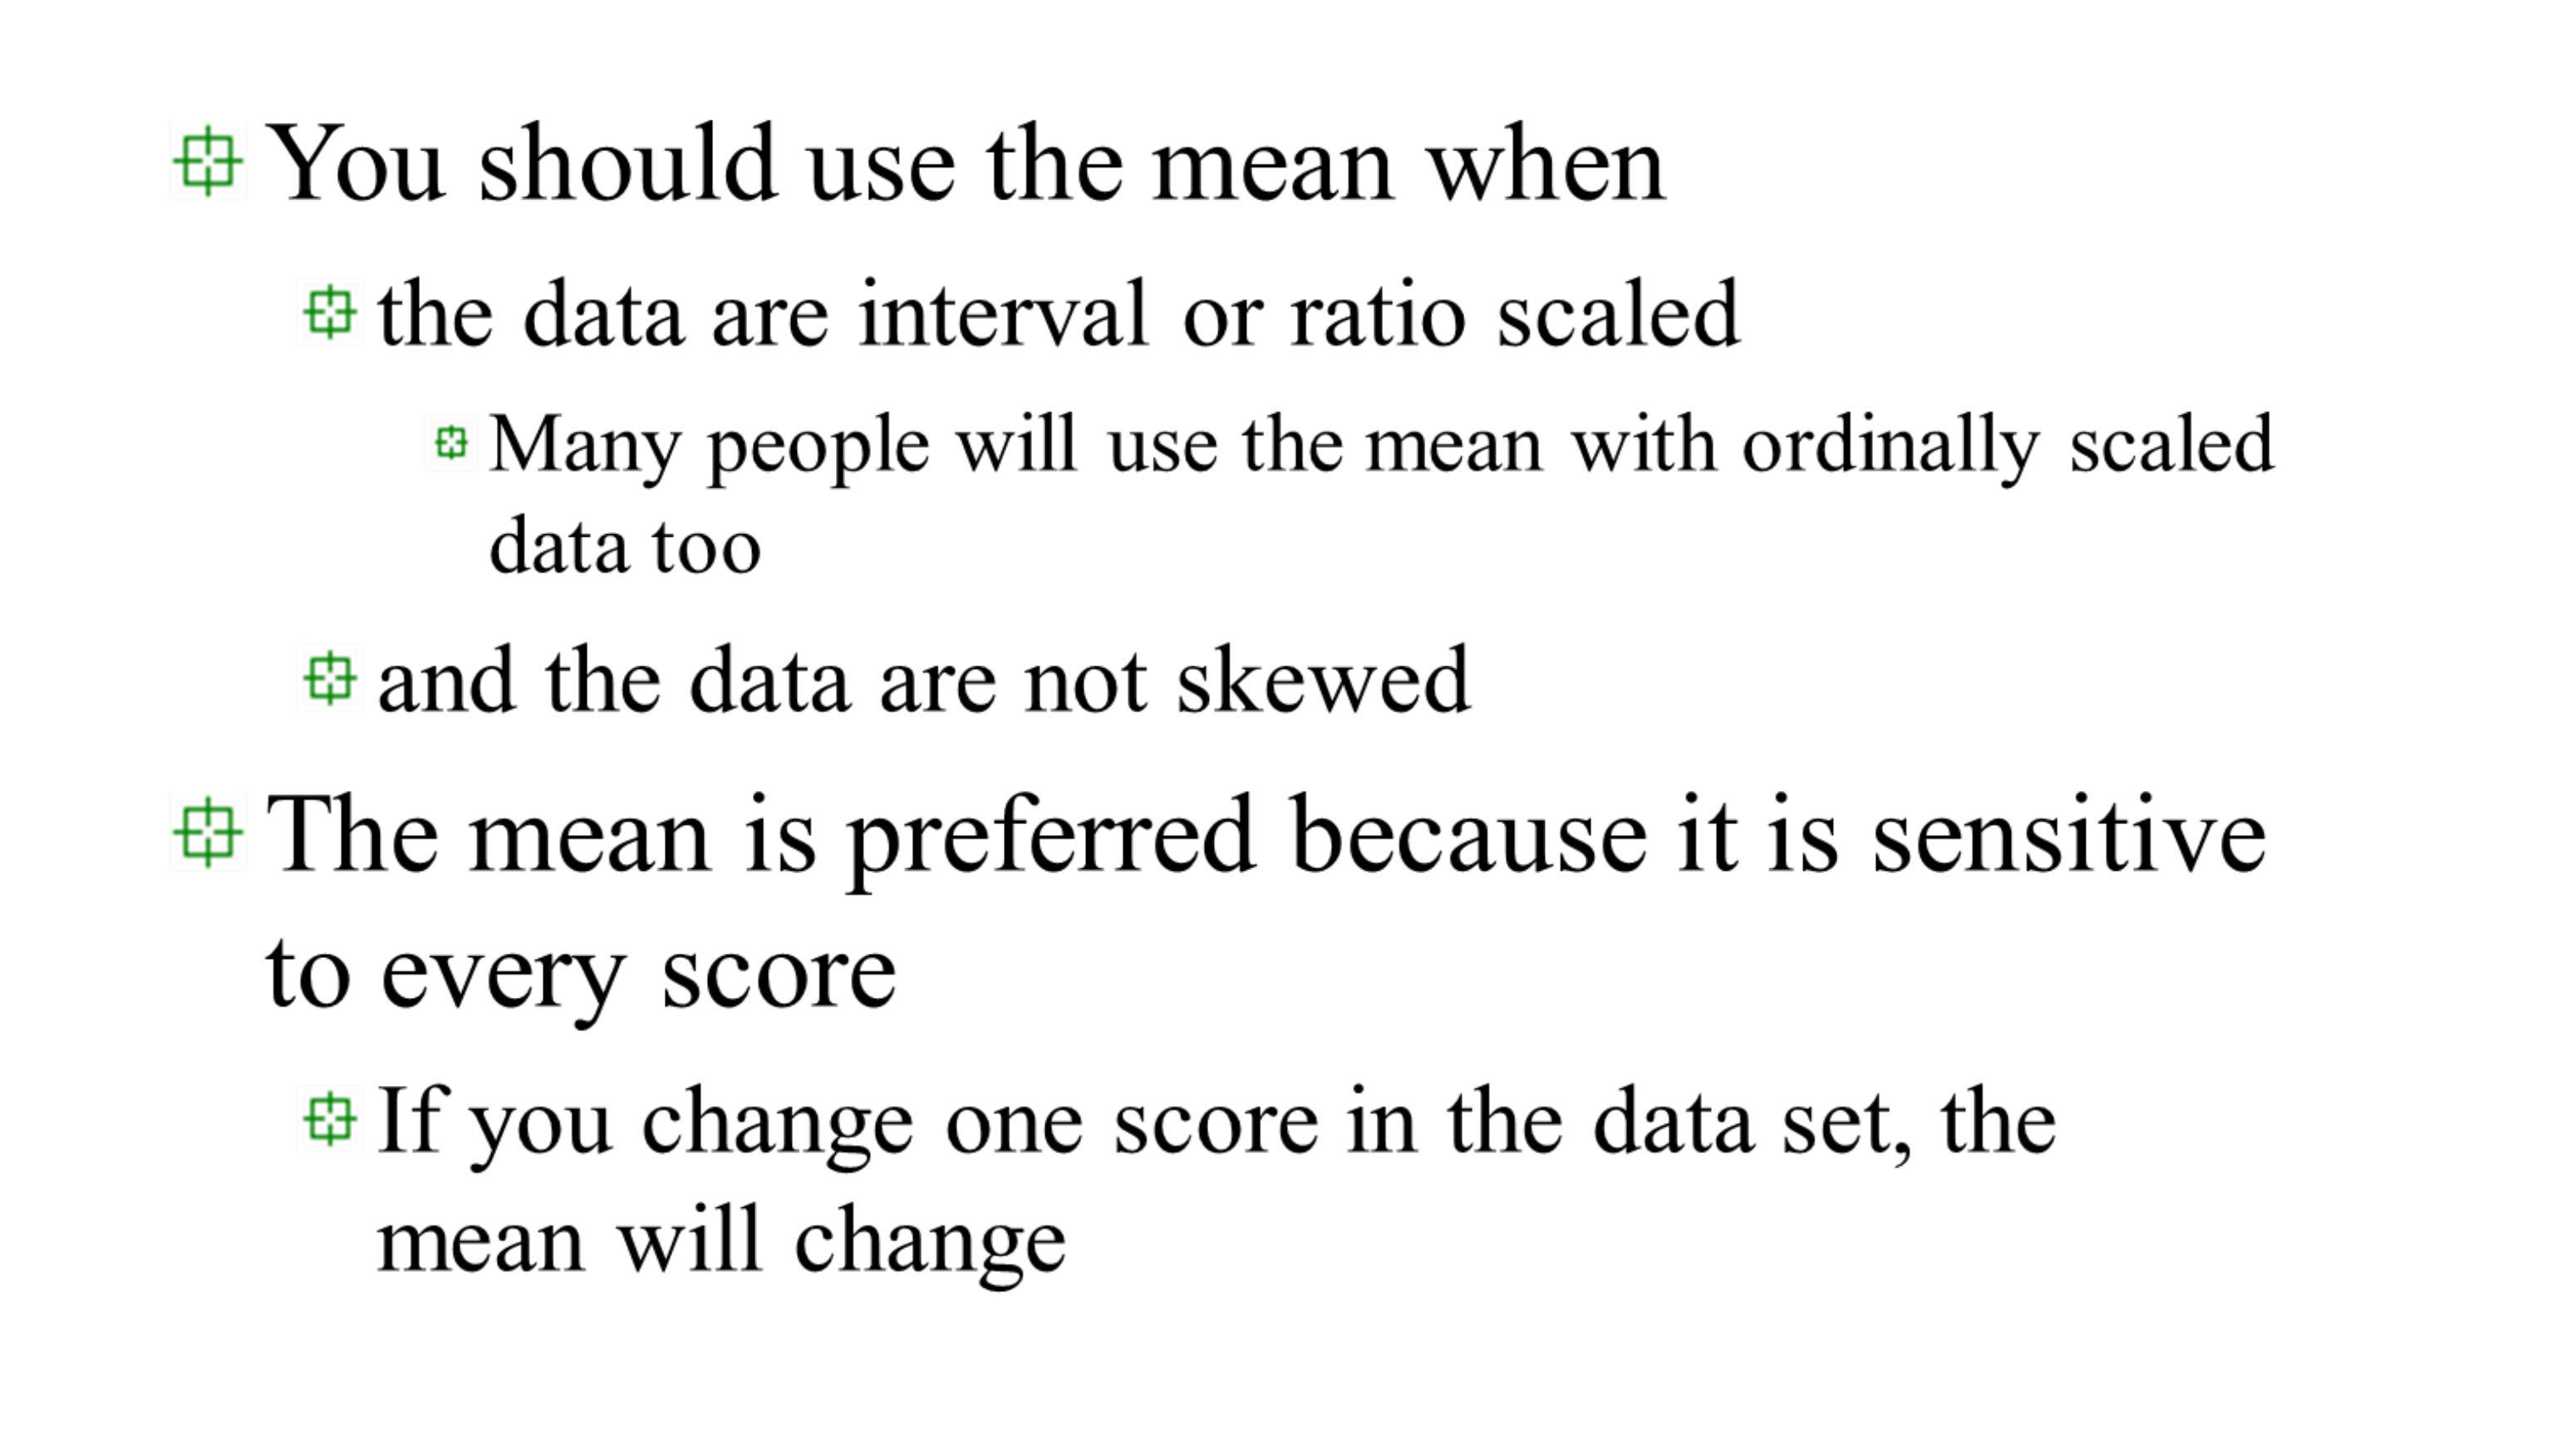 You should use the mean when
the data are interval or ratio scaled
Many people will use the mean with ordinally scaled
data too
and the data are not skewed
The mean is preferred because it is sensitive
to every score
If you change one score in the data set, the
mean will change